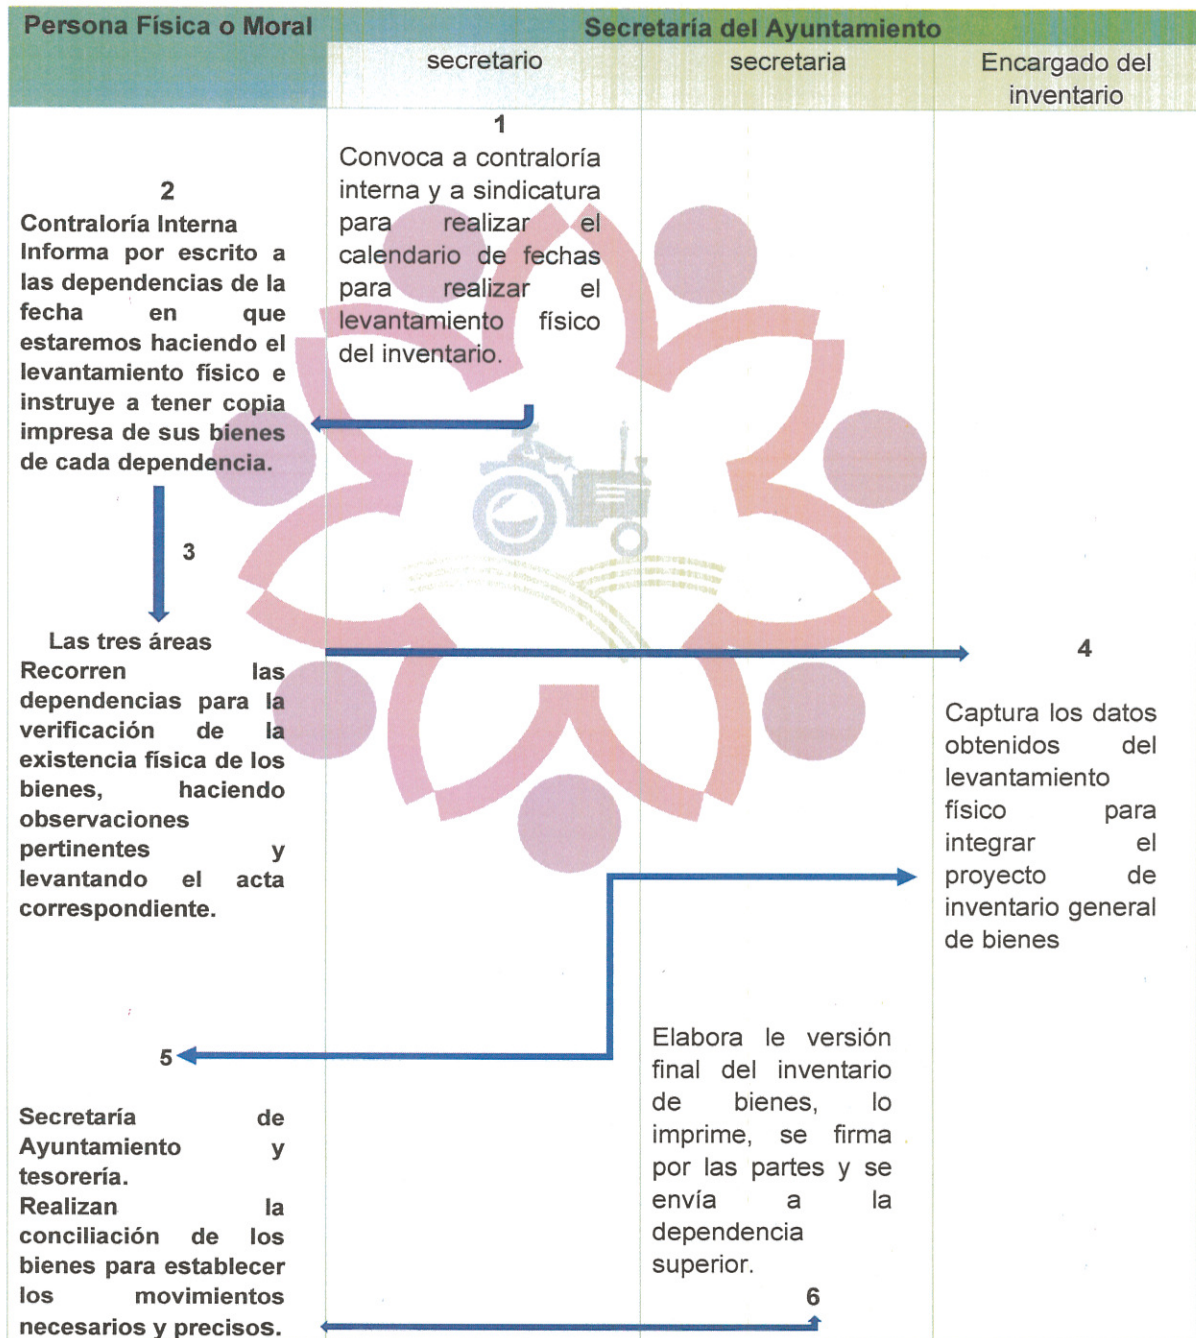 Persona Física o Moral
Secretaría del Ayuntamiento
secretario
secretaria
Encargado del
inventario
1
Convoca a contraloría
interna y a sindicatura
para realizar el
calendario de fechas
para realizar el
levantamiento físico
del inventario.
2
Contraloría Interna
Informa por escrito a
las dependencias de la
fecha en que
estaremos haciendo el
levantamiento físico e
instruye a tener copia
impresa de sus bienes
de cada dependencia.
3
Las tres áreas
Recorren las
dependencias para la
verificación de la
existencia física de los
bienes, haciendo
observaciones
pertinentes y
levantando el acta
correspondiente.
4
Captura los datos
obtenidos del
levantamiento
físico para
integrar el
proyecto de
inventario general
de bienes
5
Secretaría de
Ayuntamiento y
tesorería.
Realizan la
conciliación de los
bienes para establecer
los movimientos
necesarios y precisos.
Elabora le versión
final del inventario
de bienes, lo
imprime, se firma
por las partes y se
envía a la
dependencia
superior.
6